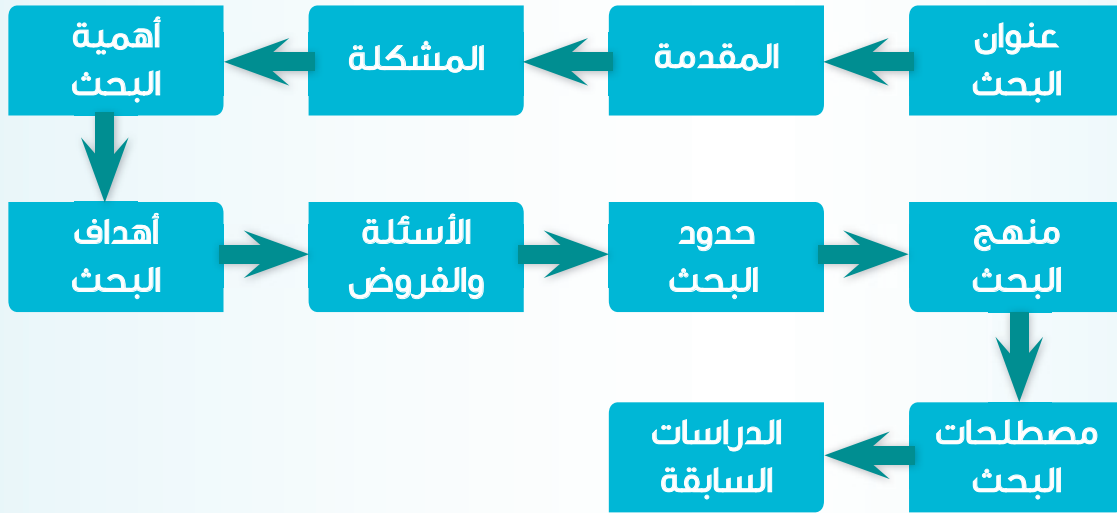 عنوان
البحث
المقدمة
المشكلة
أهمية
البحث
أهداف
البحث
الأسئلة
والفروض
حدود
البحث
منهج
البحث
مصطلحات
البحث
الدراسات
السابقة